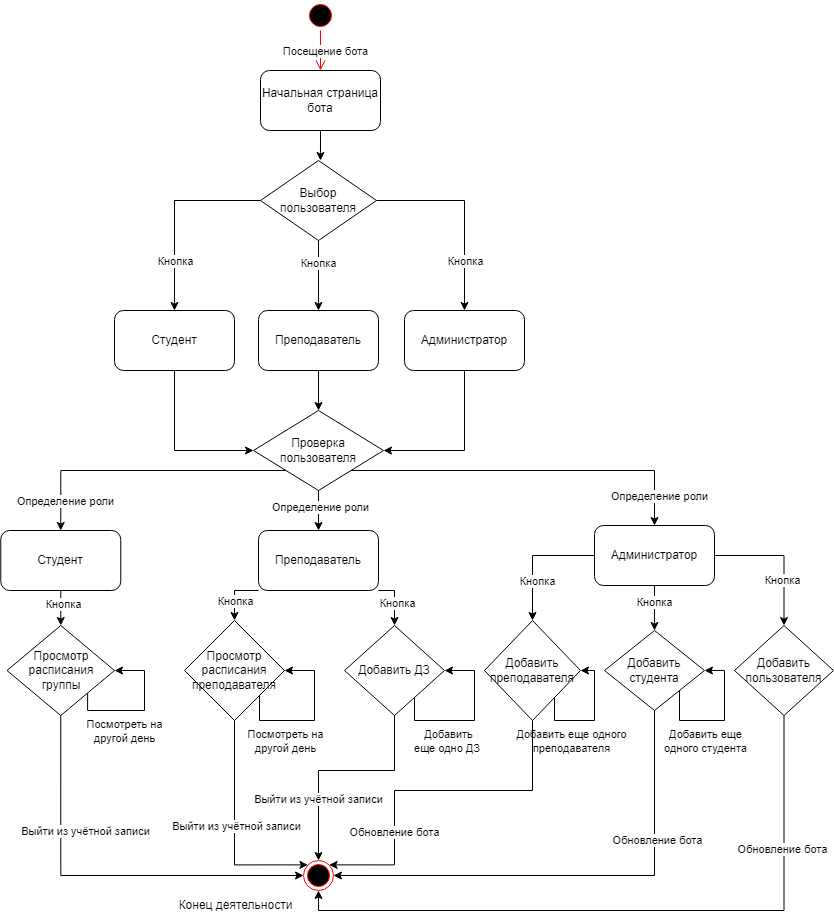 Посещение бота
Начальная страница
бота
Выбор
пользователя
Кнопка
Кнопка
Кнопка
Студент
Преподаватель
Администратор
Проверка
пользователя
Определение роли
Определение роли
Определение роли
Студент
Преподаватель
Администратор
Кнопка
Кнопка
Кнопка
Кнопка
Кнопка
Кнопка
Просмотр
расписания
группы
Просмотр
расписания
преподавателя
Добавить ДЗ
Добавить
преподавателя
Добавить
студента
Добавить
пользователя
Посмотреть на
другой день
Посмотреть на
другой день
Добавить
еще одно ДЗ
Добавить еще одного
преподавателя
Добавить еще
одного студента
Выйти из учётной записи
Выйти из учётной записи
Выйти из учётной записи
Обновление бота
Обновление бота
Обновление бота
Конец деятельности